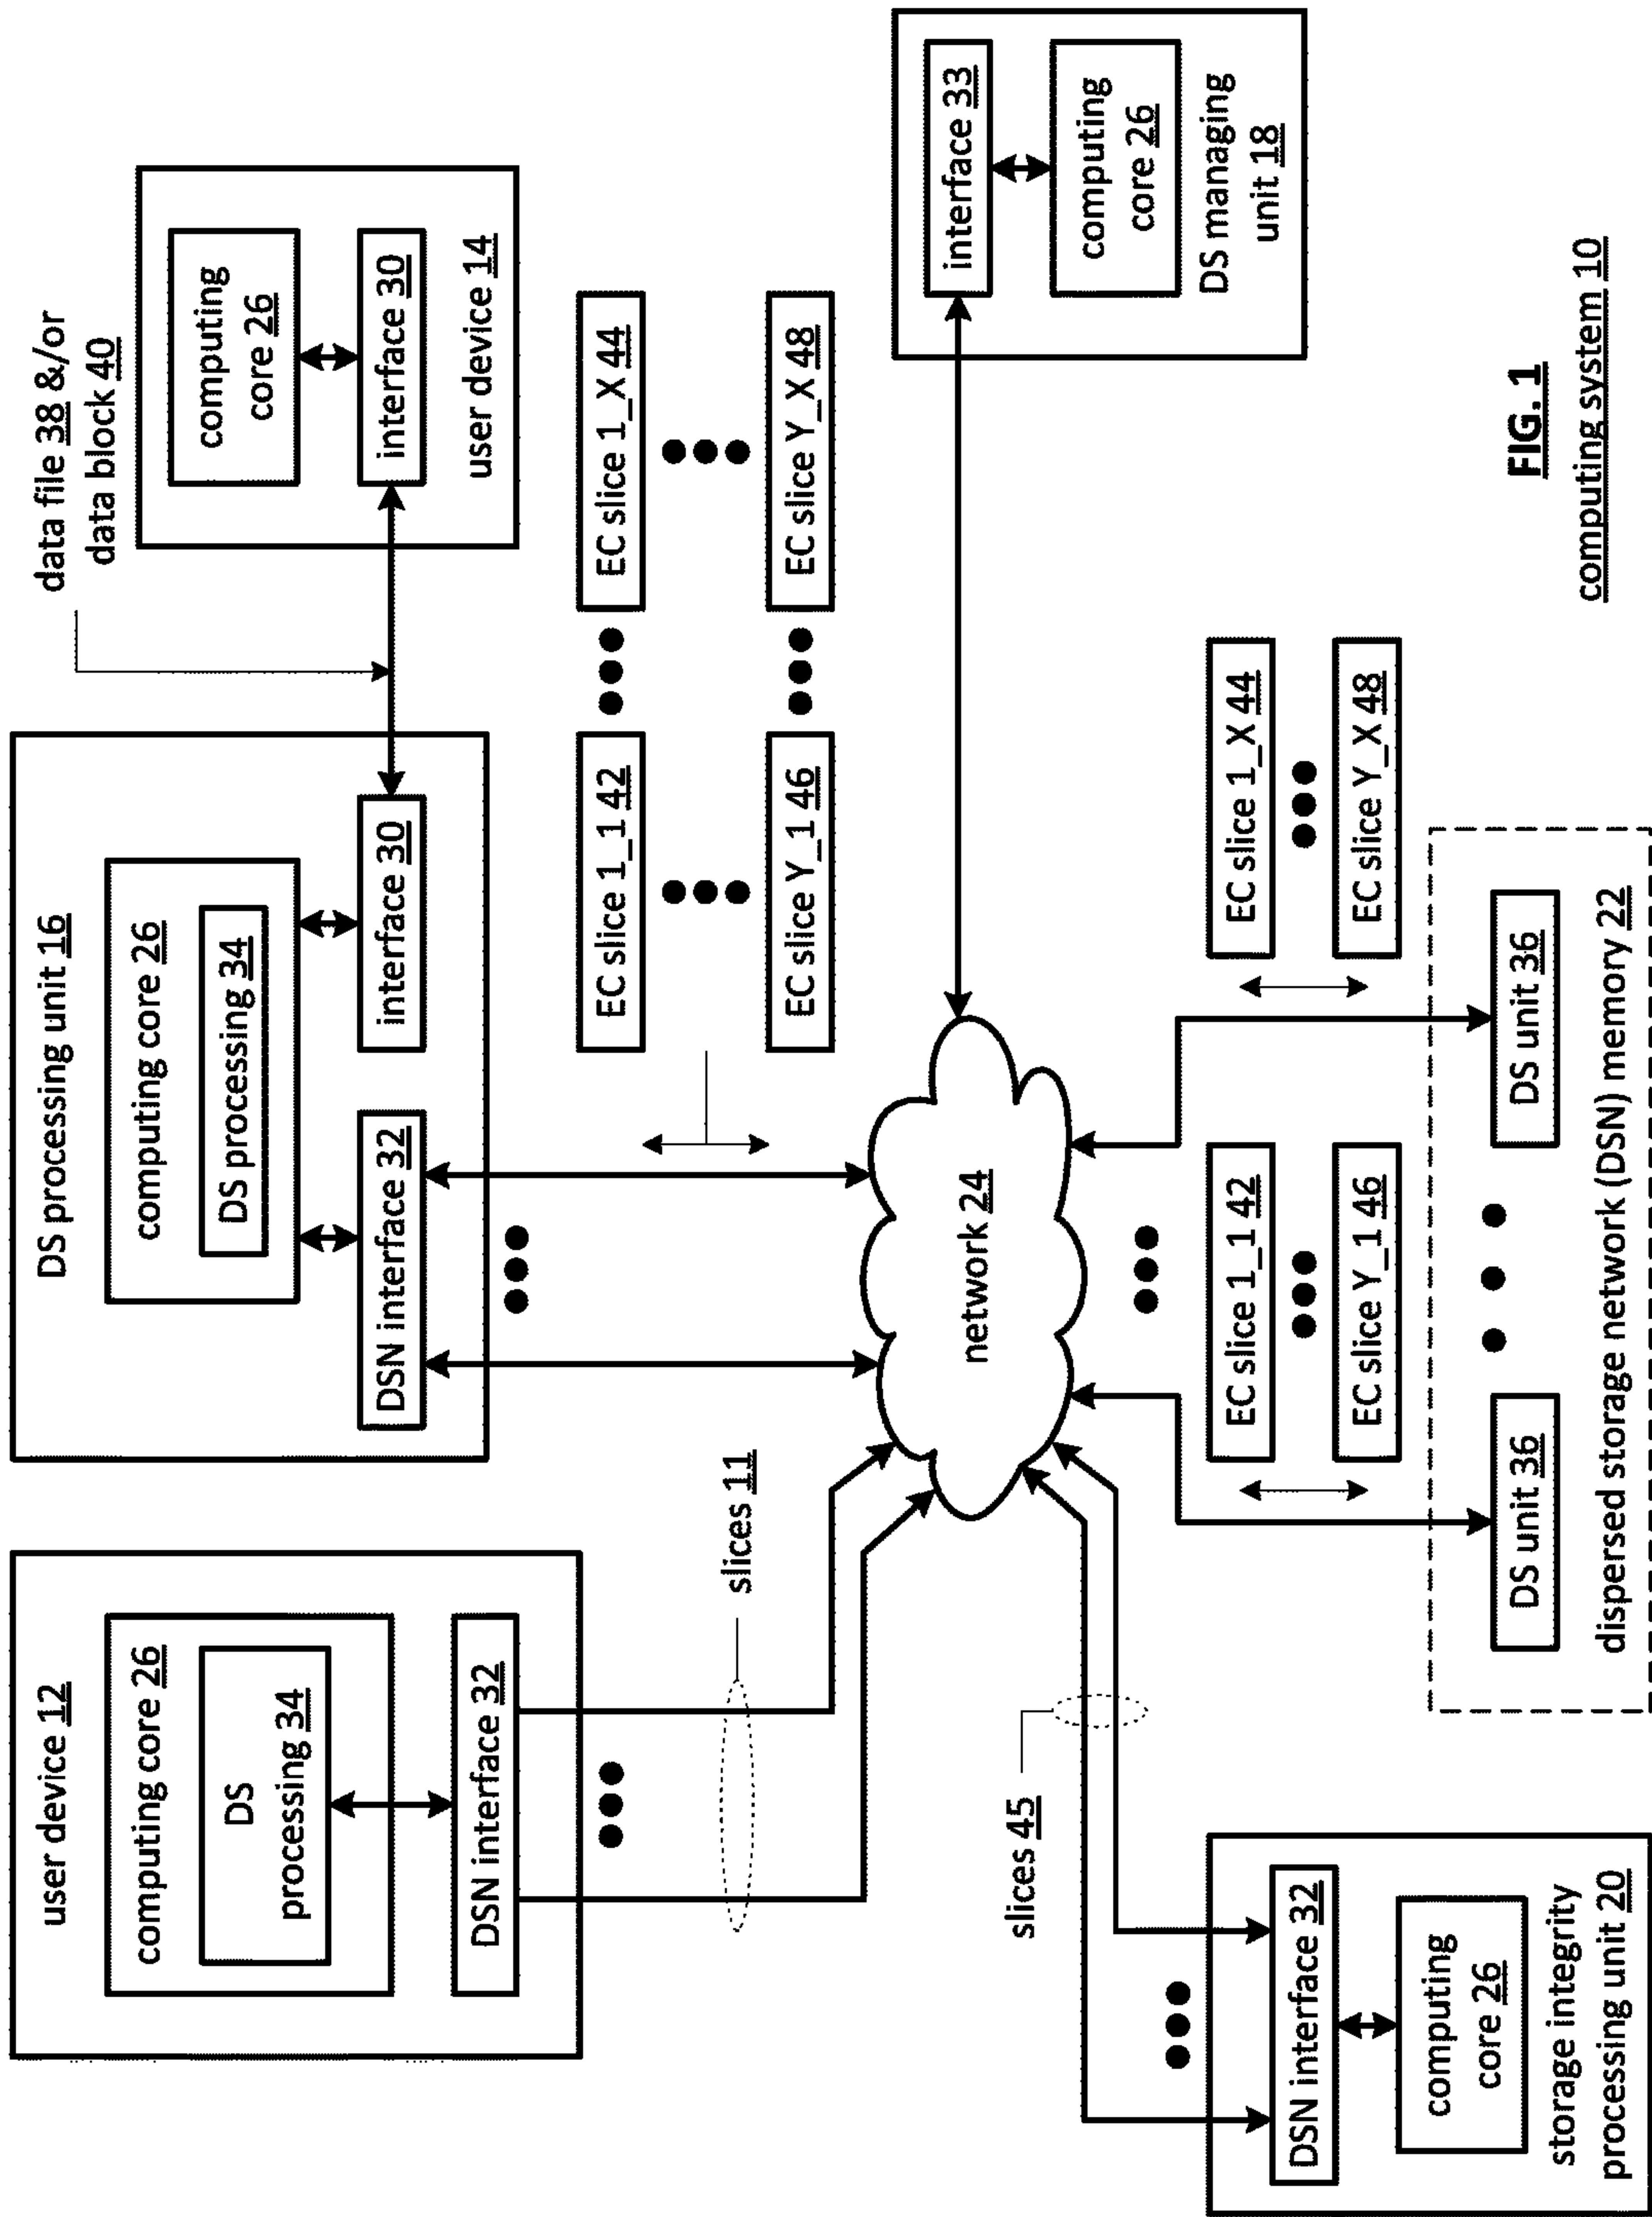 user device 12
computing core 26
DS
processing 34
DSN interface 32
DS processing unit 16
computing core 26
DS processing 34
DSN interface 32
interface 30
data file 38 &/or
data block 40
computing
core 26
interface 30
user device 14
slices 11
EC slice 1_1 42
EC slice 1_X 44
EC slice Y_1 46
EC slice Y_X 48
network 24
slices 45
DSN interface 32
computing
core 26
storage integrity
processing unit 20
EC slice 1_1 42
EC slice Y_1 46
EC slice 1_X 44
EC slice Y_X 48
DS unit 36
DS unit 36
dispersed storage network (DSN) memory 22
interface 33
computing
core 26
DS managing
unit 18
FIG. 1
computing system 10